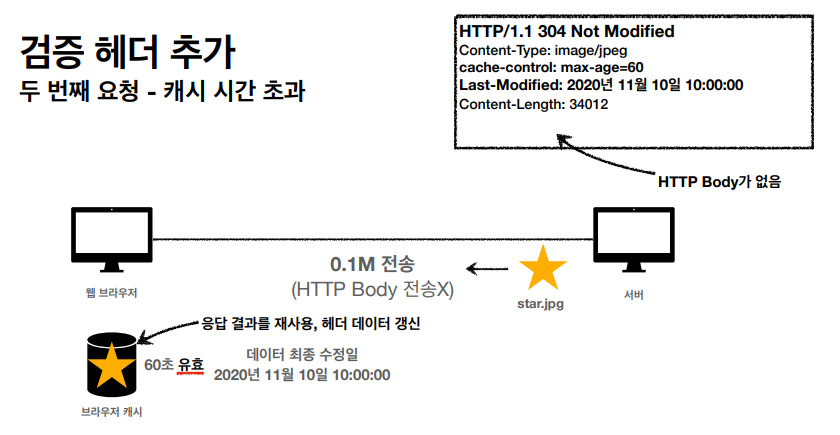 검증 헤더 추가
두 번째 요청 - 캐시 시간 초과
HTTP/1.1 304 Not Modified
Content-Type: image/jpeg
cache-control: max-age=60
Last-Modified: 2020년 11월 10일 10:00:00
Content-Length: 34012
HTTP Body가 없음
0.1M 전송
(HTTP Body 전송X)
star.jpg
웹 브라우저
서버
응답 결과를 재사용, 헤더 데이터 갱신
60초 유효
데이터 최종 수정일
2020년 11월 10일 10:00:00
브라우저 캐시